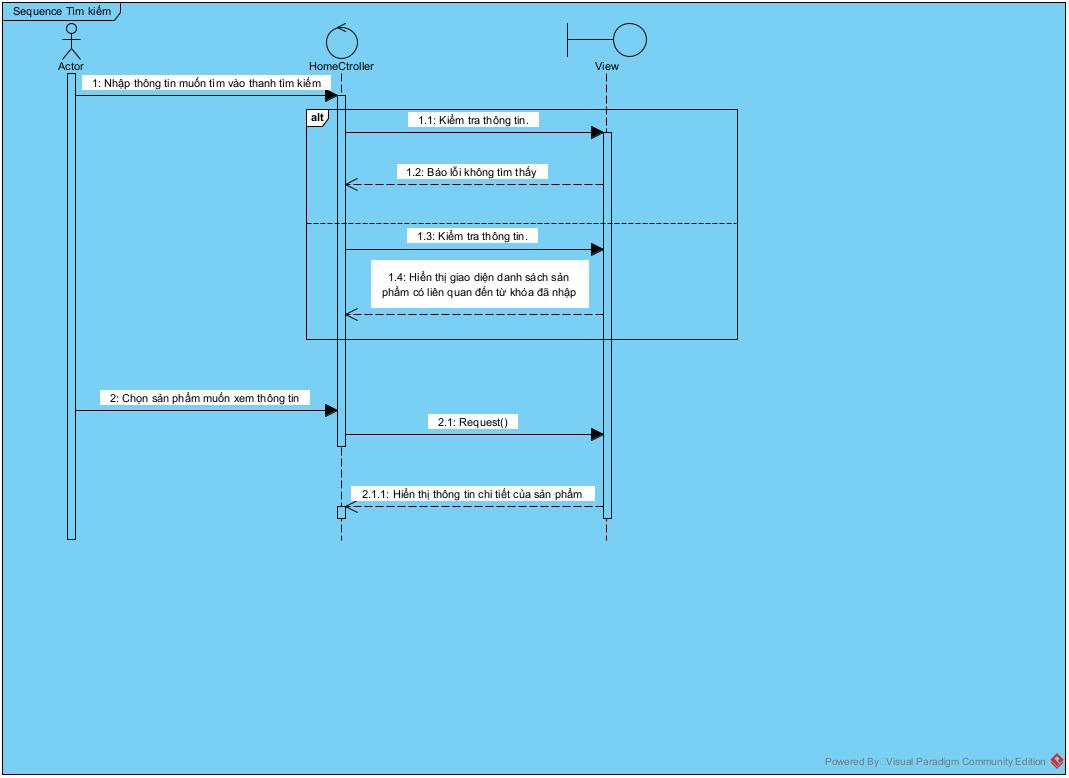 Sequence Tìm kiếm
Actor
HomeCtroller
View
1: Nhập thông tin muốn tìm vào thanh tìm kiếm
alt
1.1: Kiểm tra thông tin.
1.2: Báo lỗi không tìm thấy
1.3: Kiểm tra thông tin.
1.4: Hiển thị giao diện danh sách sản
phẩm có liên quan đến từ khóa đã nhập
2: Chọn sản phẩm muốn xem thông tin
2.1: Request()
2.1.1: Hiển thị thông tin chi tiết của sản phẩm
Powered By Visual Paradigm Community Edition